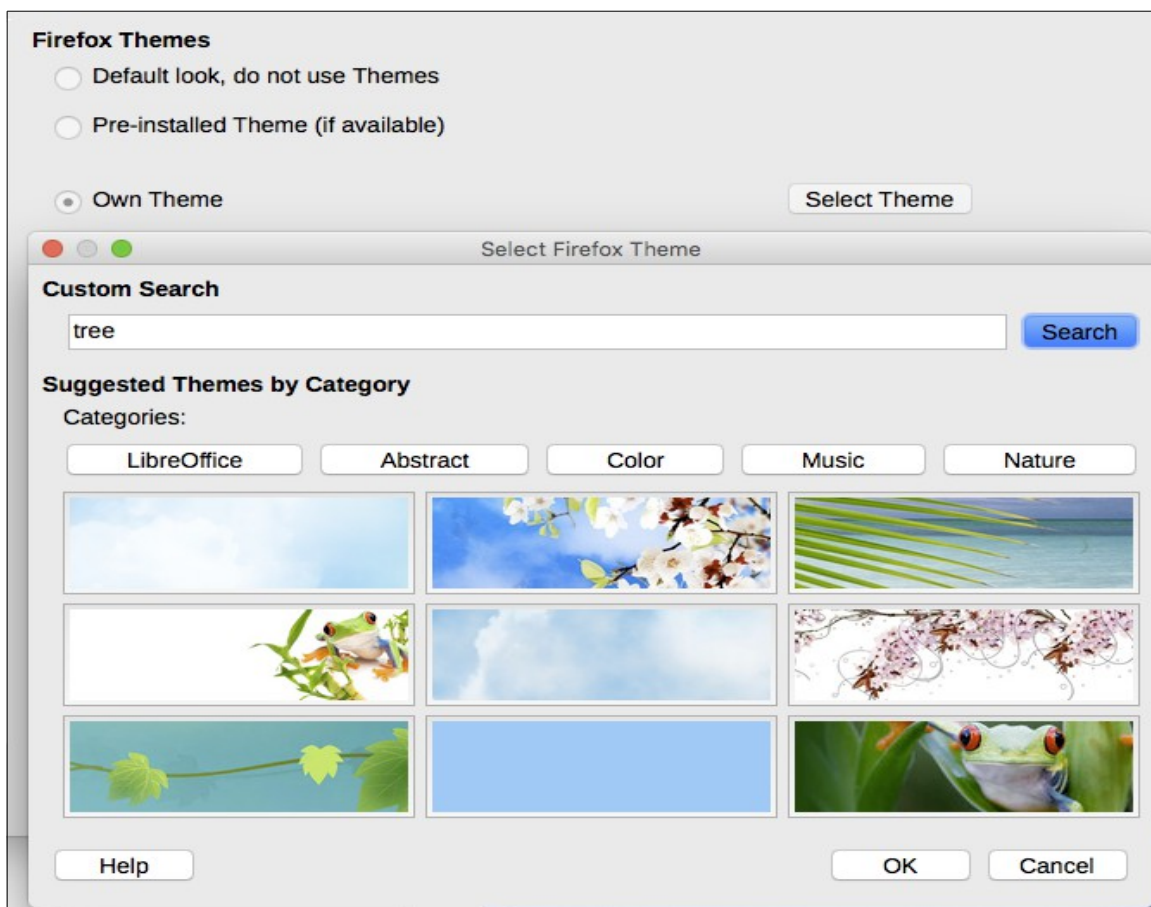 Firefox Themes
Default look, do not use Themes
Pre-installed Theme (if available)
Own Theme
Select Theme
Select Firefox Theme
Custom Search
tree
Search
Suggested Themes by Category
Categories:
LibreOffice
Abstract
Color
Music
Nature
Help
OK
Cancel